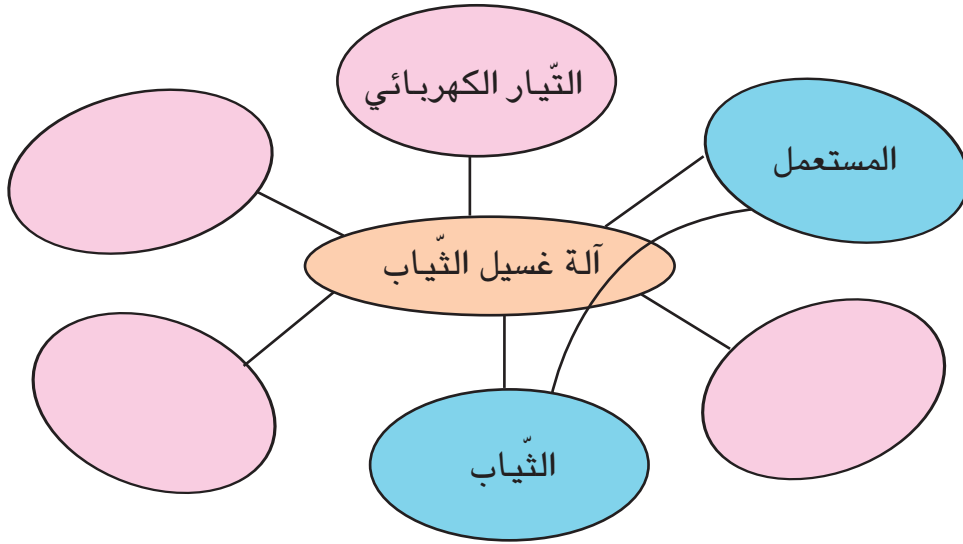 التّيار الكهربائي
المستعمل
آلة غسيل الثّياب
الثّياب